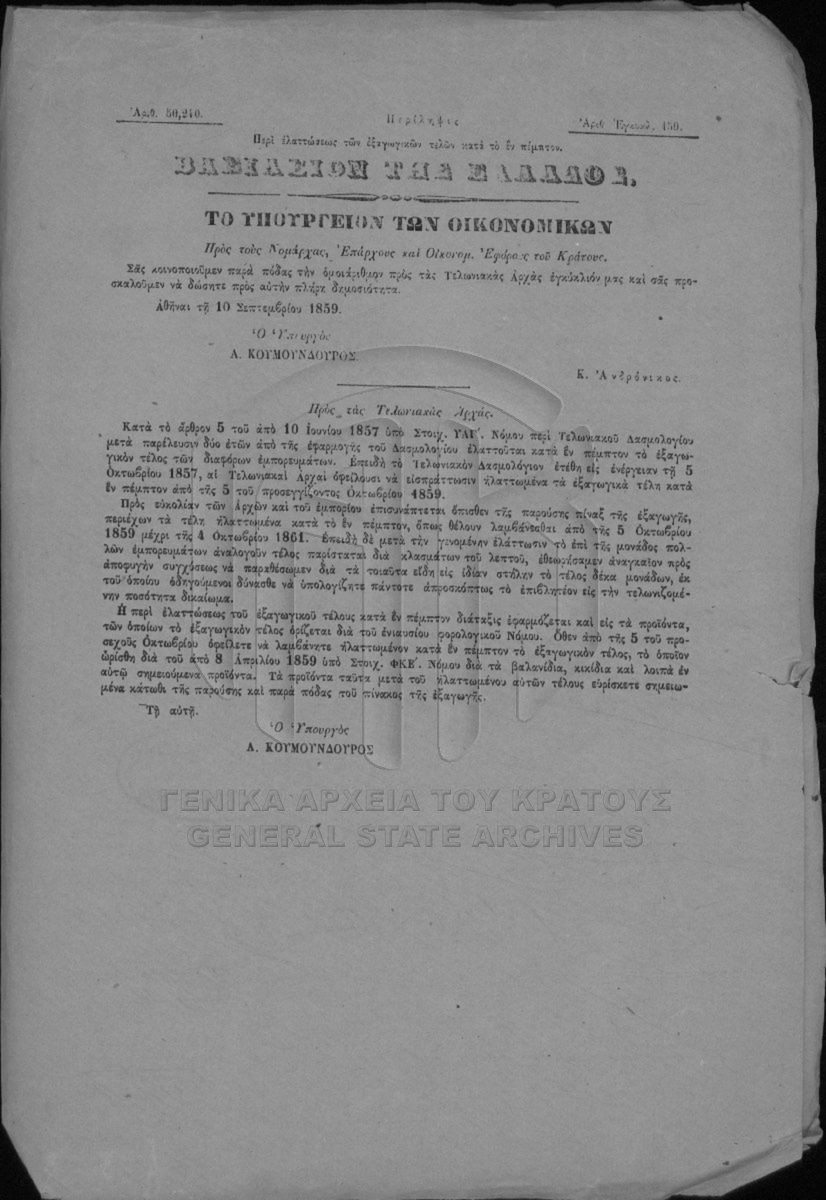 Ἀριθ. 50,240.
Περίληψις
Ἀριθ. Ἐγκυκλ. 159.
Περὶ ἐλαττώσεως τῶν ἐξαγωγικῶν τελῶν κατὰ τὸ ἓν πέμπτον.
ΒΑΣΙΛΕΙΟΝ ΤΗΣ ΕΛΛΑΔΟΣ.
ΤΟ ΥΠΟΥΡΓΕΙΟΝ ΤΩΝ ΟΙΚΟΝΟΜΙΚΩΝ
Πρὸς τοὺς Νομάρχας, Ἐπάρχους καὶ Οἰκονομ. Ἐφόρους τοῦ Κράτους.
Σᾶς κοινοποιοῦμεν παρὰ πόδας τὴν ὁμοιάριθμον πρὸς τὰς Τελωνιακὰς Ἀρχὰς ἐγκύκλιόν μας καὶ σᾶς προ-
σκαλοῦμεν νὰ δώσητε πρὸς αὐτὴν πλήρη δημοσιότητα.
Ἀθῆναι τῇ 10 Σεπτεμβρίου 1859.
Ὁ Ὑπουργὸς
Α. ΚΟΥΜΟΥΝΔΟΥΡΟΣ.
Κ. Ἀνδρόνικος.
Πρὸς τὰς Τελωνιακὰς Ἀρχάς.
Κατὰ τὸ ἄρθρον 5 τοῦ ἀπὸ 10 Ἰουνίου 1857 ὑπὸ Στοιχ. ΥΛΓ΄. Νόμου περὶ Τελωνιακοῦ Δασμολογίου
μετὰ παρέλευσιν δύο ἐτῶν ἀπὸ τῆς ἐφαρμογῆς τοῦ Δασμολογίου ἐλαττοῦται κατὰ ἓν πέμπτον τὸ ἐξαγω-
γικὸν τέλος τῶν διαφόρων ἐμπορευμάτων. Ἐπειδὴ τὸ Τελωνιακὸν Δασμολόγιον ἐτέθη εἰς ἐνέργειαν τῇ 5
Ὀκτωβρίου 1857, αἱ Τελωνιακαὶ Ἀρχαὶ ὀφείλουσι νὰ εἰσπράττωσιν ἠλαττωμένα τὰ ἐξαγωγικὰ τέλη κατὰ
ἓν πέμπτον ἀπὸ τῆς 5 τοῦ προσεγγίζοντος Ὀκτωβρίου 1859.
Πρὸς εὐκολίαν τῶν Ἀρχῶν καὶ τοῦ ἐμπορίου ἐπισυνάπτεται ὄπισθεν τῆς παρούσης πίναξ τῆς ἐξαγωγῆς,
περιέχων τὰ τέλη ἠλαττωμένα κατὰ τὸ ἓν πέμπτον, ὅπως θέλουν λαμβάνεσθαι ἀπὸ τῆς 5 Ὀκτωβρίου
1859 μέχρι τῆς 4 Ὀκτωβρίου 1861. Ἐπειδὴ δὲ μετὰ τὴν γενομένην ἐλάττωσιν τὸ ἐπὶ τῆς μονάδος πολ-
λῶν ἐμπορευμάτων ἀναλογοῦν τέλος παρίσταται διὰ κλασμάτων τοῦ λεπτοῦ, ἐθεωρήσαμεν ἀναγκαῖον πρὸς
ἀποφυγὴν συγχύσεως νὰ παραθέσωμεν διὰ τὰ τοιαῦτα εἴδη εἰς ἰδίαν στήλην τὸ τέλος δέκα μονάδων, ἐκ
τοῦ ὁποίου ὁδηγούμενοι δύνασθε νὰ ὑπολογίζητε πάντοτε ἀπροσκόπτως τὸ ἐπιβλητέον εἰς τὴν τελωνιζομέ-
νην ποσότητα δικαίωμα.
Ἡ περὶ ἐλαττώσεως τοῦ ἐξαγωγικοῦ τέλους κατὰ ἓν πέμπτον διάταξις ἐφαρμόζεται καὶ εἰς τὰ προϊόντα,
τῶν ὁποίων τὸ ἐξαγωγικὸν τέλος ὁρίζεται διὰ τοῦ ἐνιαυσίου φορολογικοῦ Νόμου. Ὅθεν ἀπὸ τῆς 5 τοῦ προ-
σεχοῦς Ὀκτωβρίου ὀφείλετε νὰ λαμβάνητε ἠλαττωμένον κατὰ ἓν πέμπτον τὸ ἐξαγωγικὸν τέλος, τὸ ὁποῖον
ὡρίσθη διὰ τοῦ ἀπὸ 8 Ἀπριλίου 1859 ὑπὸ Στοιχ. ΦΚΕ΄. Νόμου διὰ τὰ βαλανίδια, κικίδια καὶ λοιπὰ ἐν
αὐτῷ σημειούμενα προϊόντα. Τὰ προϊόντα ταῦτα μετὰ τοῦ ἠλαττωμένου αὐτῶν τέλους εὑρίσκετε σημειω-
μένα κάτωθι τῆς παρούσης καὶ παρὰ πόδας τοῦ πίνακος τῆς ἐξαγωγῆς.
Τῇ αὐτῇ.
Ὁ Ὑπουργὸς
Α. ΚΟΥΜΟΥΝΔΟΥΡΟΣ
ΓΕΝΙΚΑ ΑΡΧΕΙΑ ΤΟΥ ΚΡΑΤΟΥΣ
GENERAL STATE ARCHIVES